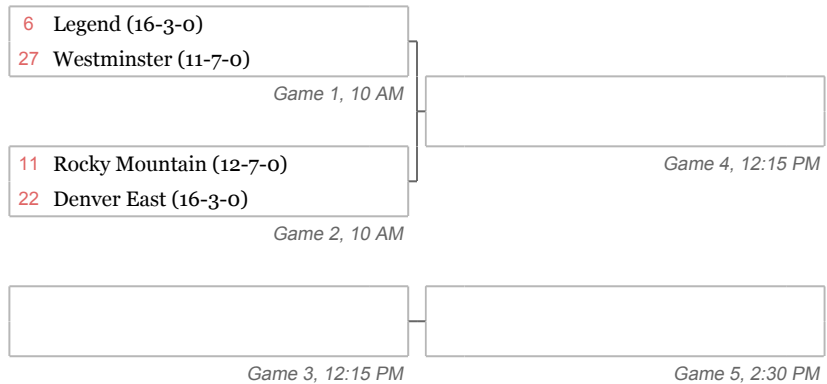 6 Legend (16-3-0)
27 Westminster (11-7-0)
Game 1, 10 AM
11 Rocky Mountain (12-7-0)
22 Denver East (16-3-0)
Game 2, 10 AM
Game 4, 12:15 PM
Game 3, 12:15 PM
Game 5, 2:30 PM